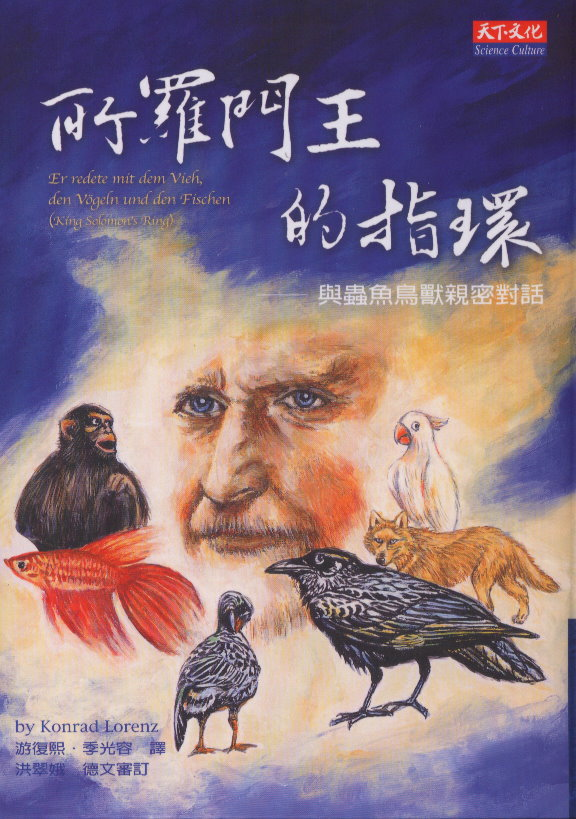 天下文化
Science Culture
所羅門王
Er redete mit dem Vieh,
den Vögeln und den Fischen
(King Solomon's Ring)
的指環
與蟲魚鳥獸親密對話
by Konrad Lorenz
游復熙·季光容 譯
洪翠娥 德文審訂